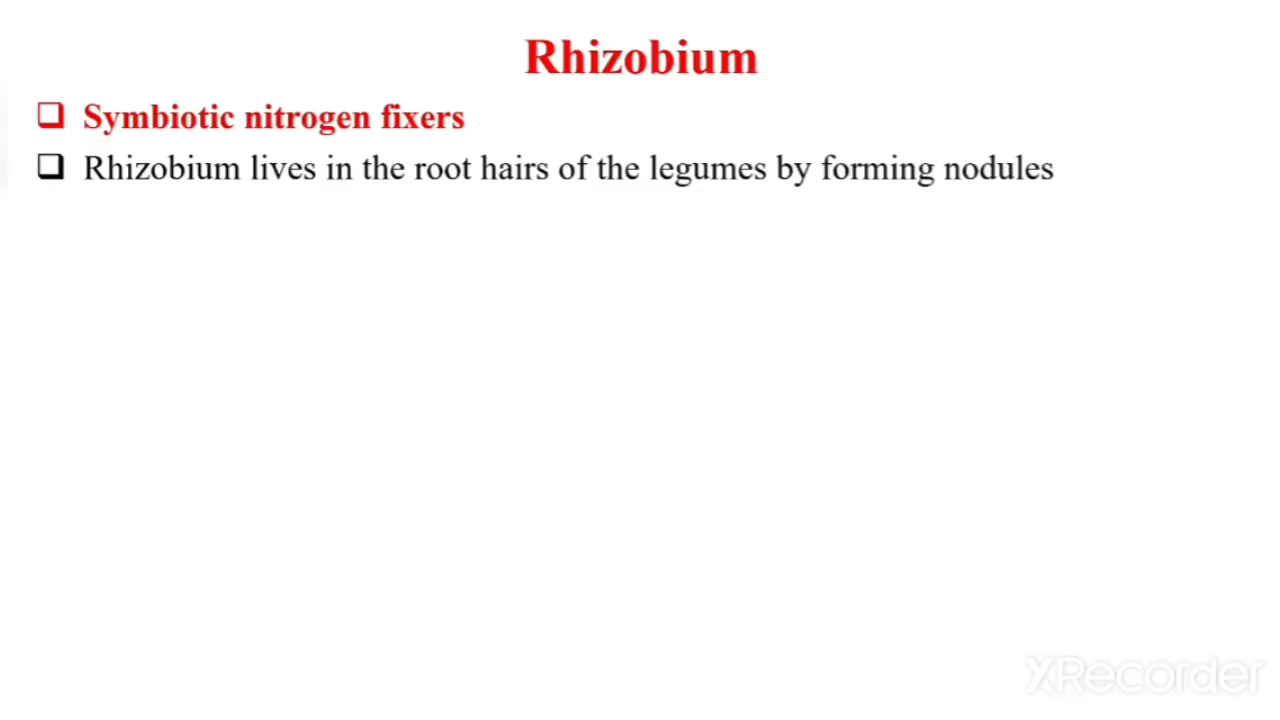 Rhizobium
❑ Symbiotic nitrogen fixers
❑ Rhizobium lives in the root hairs of the legumes by forming nodules
XRecorder